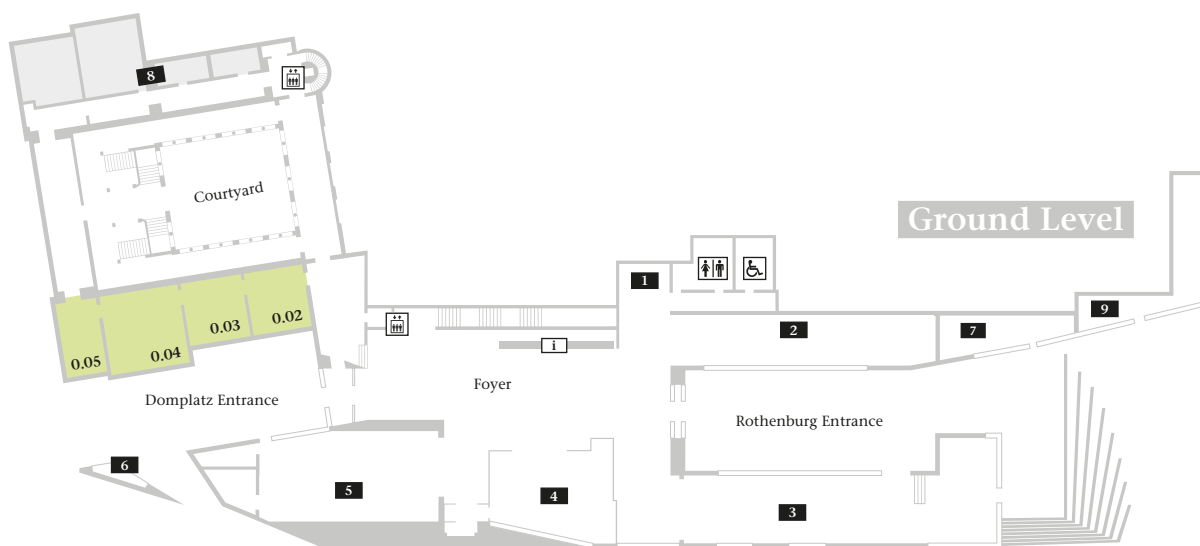 8
Courtyard
Ground Level
1
9
0.02
0.03
0.04
0.05
2
7
i
Foyer
Domplatz Entrance
Rothenburg Entrance
6
5
4
3